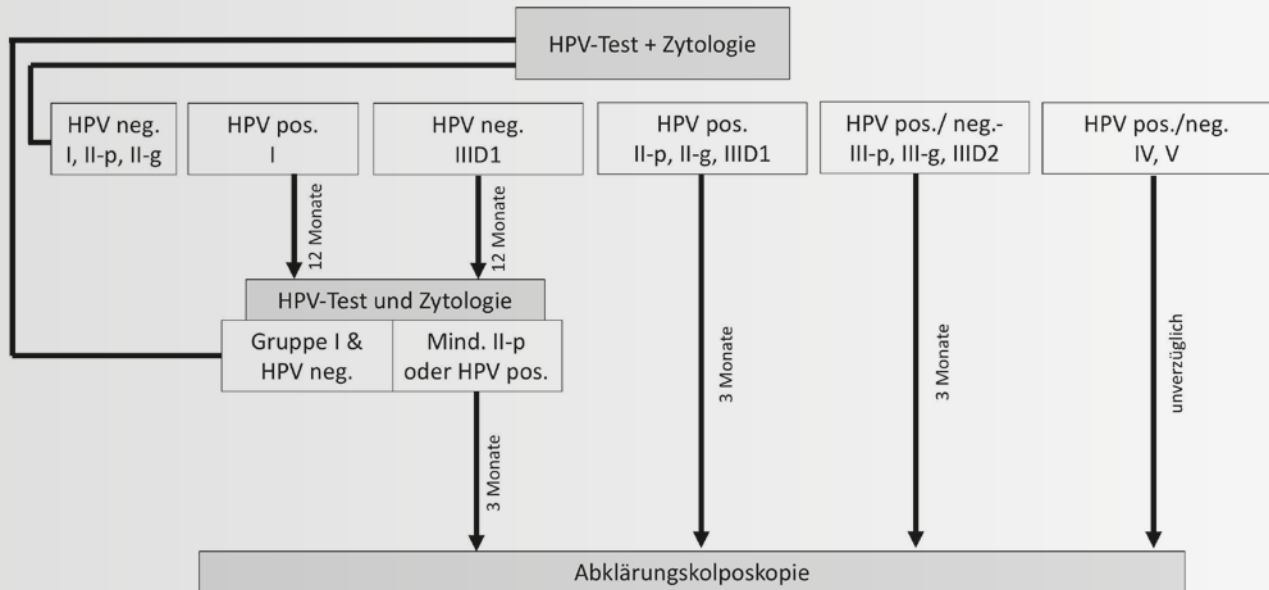 HPV-Test + Zytologie
HPV neg.
I, II-p, II-g
HPV pos.
I
HPV neg.
IIID1
HPV pos.
II-p, II-g, IIID1
HPV pos./ neg.-
III-p, III-g, IIID2
HPV pos./neg.
IV, V
12 Monate
12 Monate
HPV-Test und Zytologie
Gruppe I &
HPV neg.
Mind. II-p
oder HPV pos.
3 Monate
3 Monate
3 Monate
unverzüglich
Abklärungskolposkopie